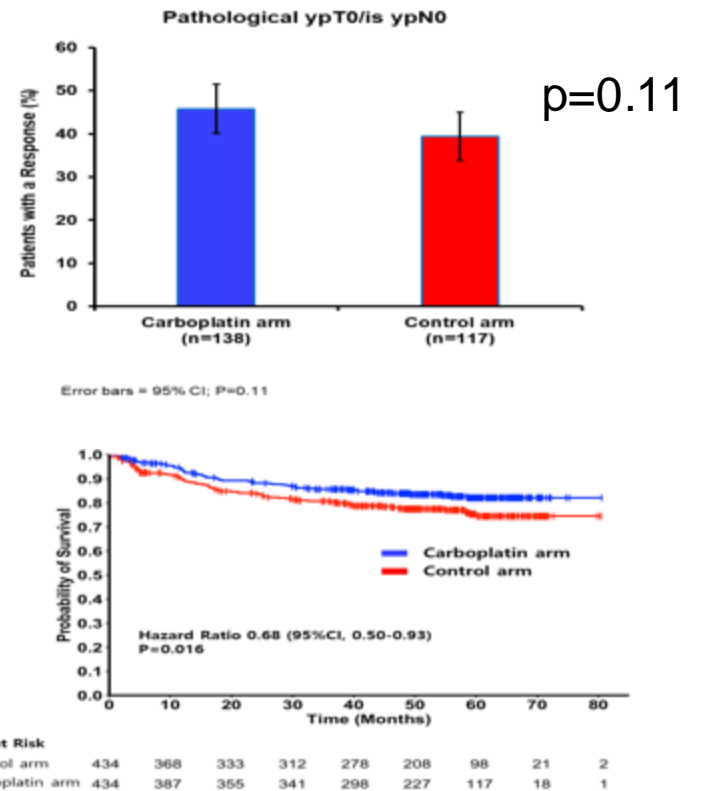 Pathological ypT0/is ypN0
p=0.11
Patients with a Response (%)
60
50
40
30
20
10
0
Carboplatin arm
(n=138)
Control arm
(n=117)
Error bars = 95% CI; P=0.11
Probability of Survival
1.0
0.9
0.8
0.7
0.6
0.5
0.4
0.3
0.2
0.1
0.0
Carboplatin arm
Control arm
Hazard Ratio 0.68 (95%CI, 0.50-0.93)
P=0.016
0 10 20 30 40 50 60 70 80
Time (Months)
t Risk
ol arm 434 368 333 312 278 208 98 21 2
oplatin arm 434 387 355 341 298 227 117 18 1